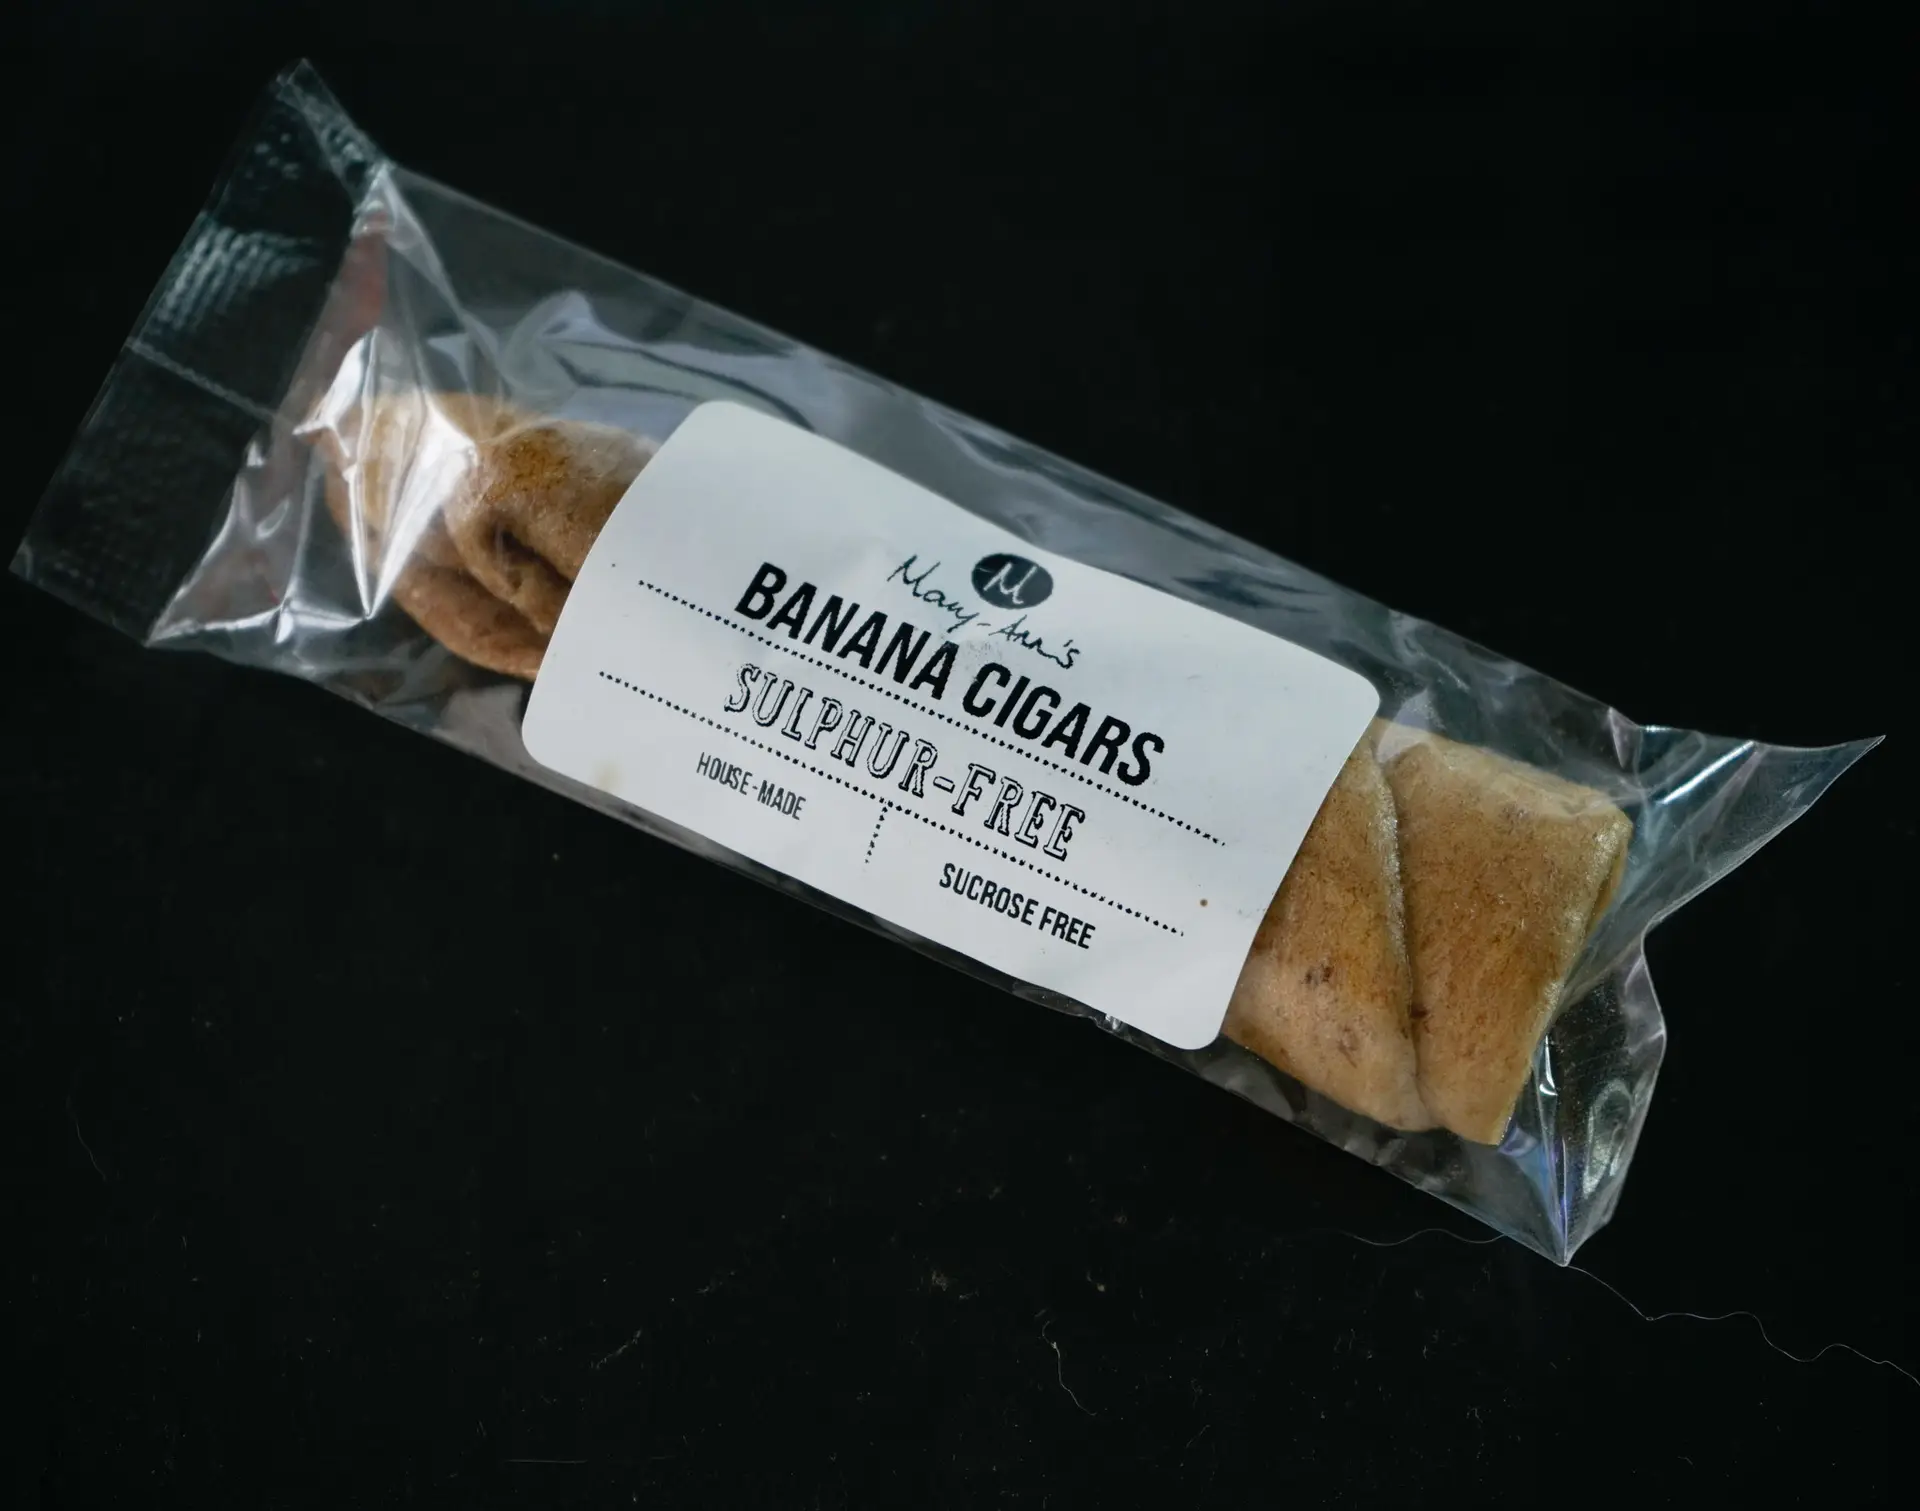 M
Mary-Ann's
BANANA CIGARS
SULPHUR-FREE
HOUSE-MADE
SUCROSE FREE